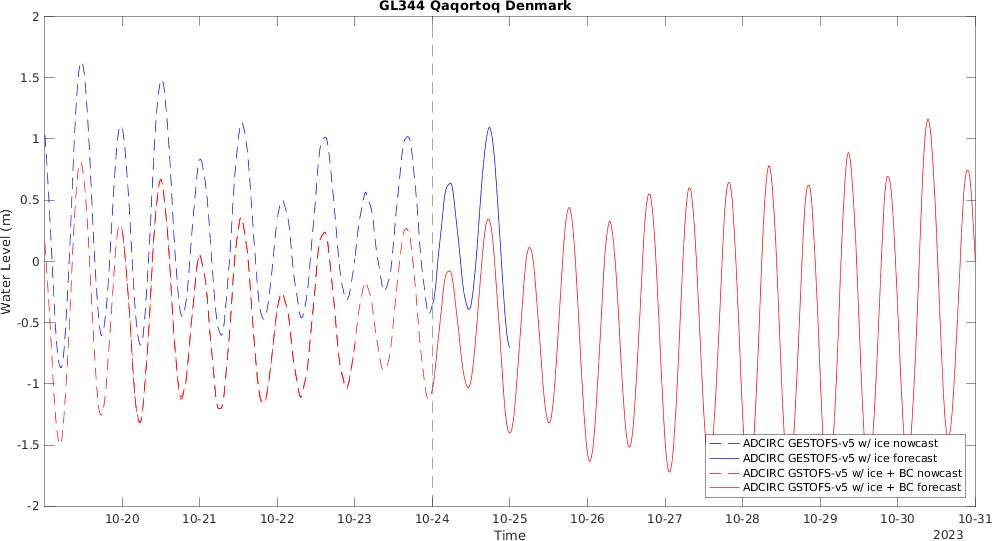 GL344 Qaqortoq Denmark
2
1.5
1
0.5
0
-0.5
-1
-1.5
-2
Water Level (m)
ADCIRC GESTOFS-v5 w/ ice nowcast
ADCIRC GESTOFS-v5 w/ ice forecast
ADCIRC GSTOFS-v5 w/ ice + BC nowcast
ADCIRC GSTOFS-v5 w/ ice + BC forecast
10-20 10-21 10-22 10-23 10-24 10-25 10-26 10-27 10-28 10-29 10-30 10-31
Time
2023